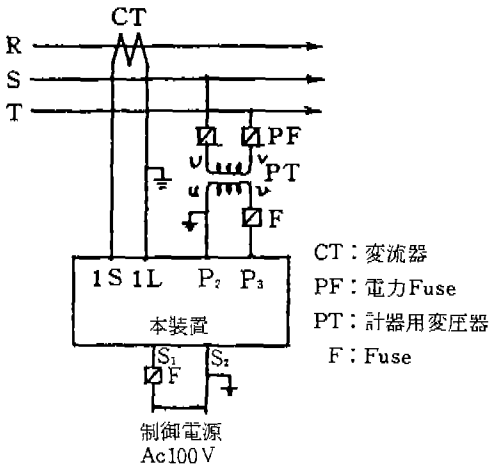 CT
R
S
T
PF
U V
PT
u v
F
1S 1L P₂ P₃
本装置
S₁ S₂
F
制御電源
Ac100V
CT：変流器
PF：電力Fuse
PT：計器用変圧器
F：Fuse